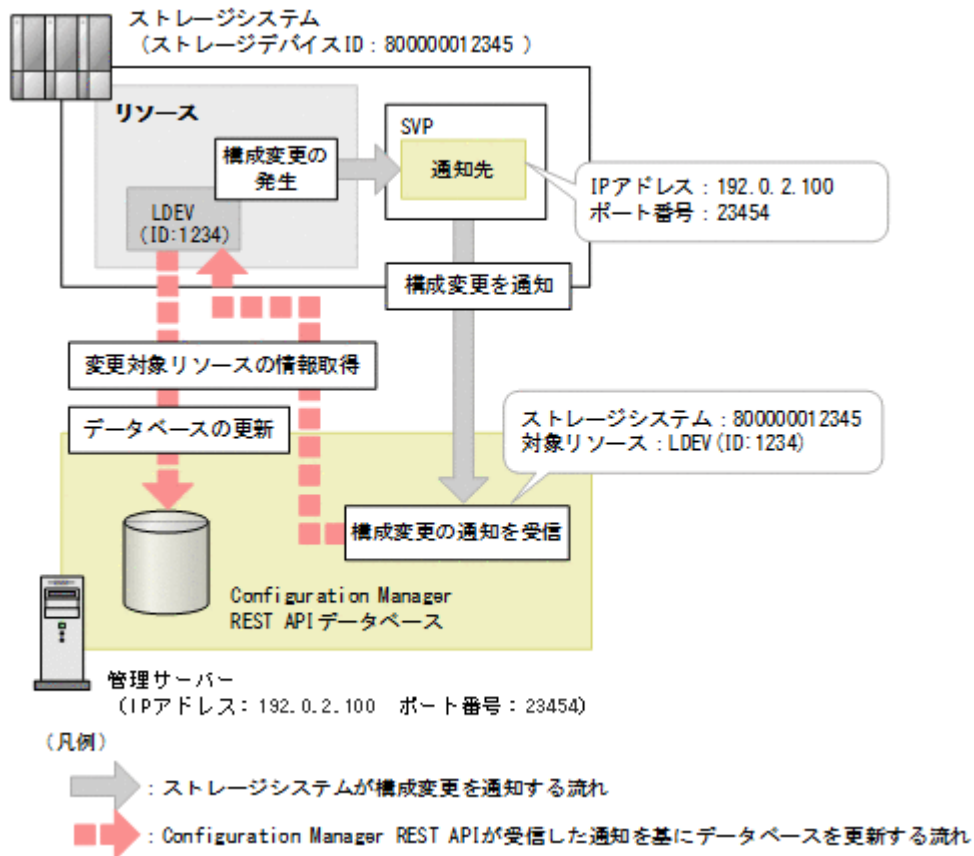 ストレージシステム
（ストレージデバイスID：800000012345 ）
リソース
構成変更の
発生
LDEV
(ID:1234)
SVP
通知先
IPアドレス：192.0.2.100
ポート番号：23454
構成変更を通知
変更対象リソースの情報取得
データベースの更新
ストレージシステム：800000012345
対象リソース：LDEV(ID:1234)
構成変更の通知を受信
Configuration Manager
REST APIデータベース
管理サーバー
（IPアドレス：192.0.2.100　ポート番号：23454）
（凡例）
：ストレージシステムが構成変更を通知する流れ
：Configuration Manager REST APIが受信した通知を基にデータベースを更新する流れ